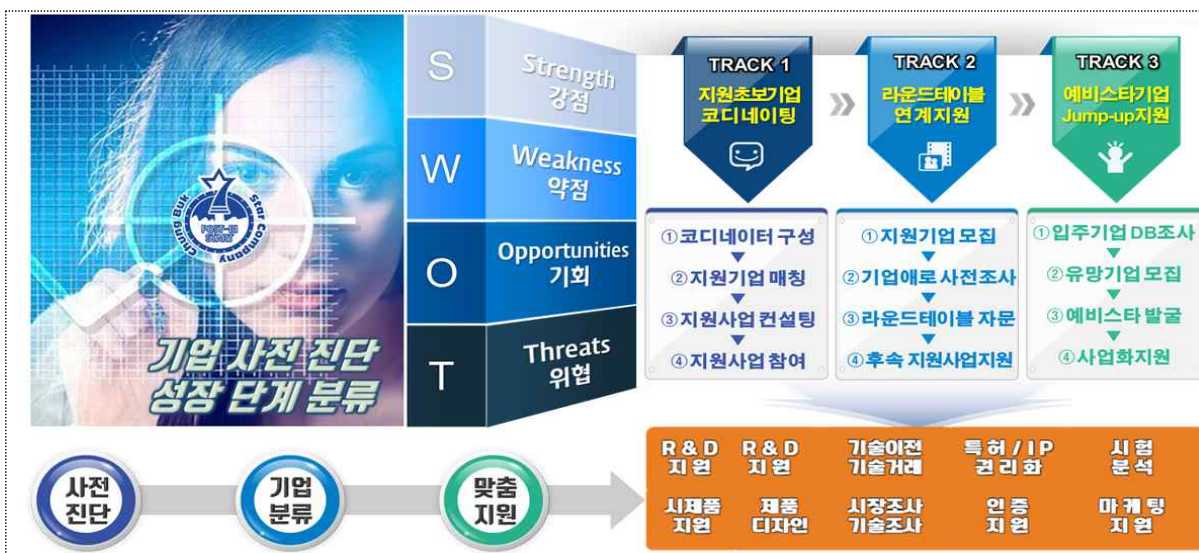 Chung Buk
Star Company
POST-BI
START
기업 사전 진단
성장 단계 분류
S
Strength
강점
W
Weakness
약점
O
Opportunities
기회
T
Threats
위협
TRACK 1
지원초보기업
코디네이팅
①코디네이터 구성
②지원기업 매칭
③지원사업 컨설팅
④지원사업 참여
TRACK 2
라운드테이블
연계지원
①지원기업 모집
②기업애로 사전조사
③라운드테이블 자문
④후속 지원사업지원
TRACK 3
예비스타기업
Jump-up지원
①입주기업 DB조사
②유망기업 모집
③예비스타 발굴
④사업화지원
사전
진단
기업
분류
맞춤
지원
R & D
지원
R & D
지원
기술이전
기술거래
특허 / I P
권리화
시험
분석
시제품
지원
제품
디자인
시장조사
기술조사
인증
지원
마케팅
지원